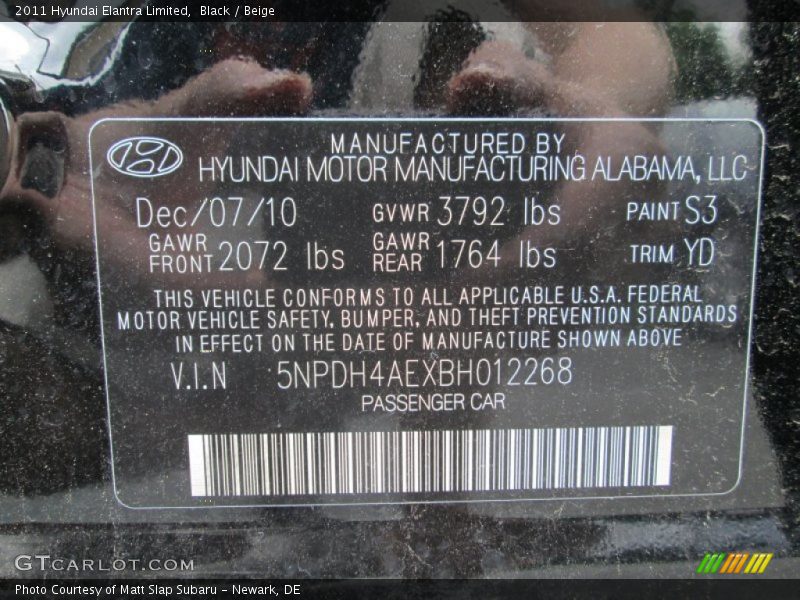 2011 Hyundai Elantra Limited, Black / Beige
MANUFACTURED BY
HYUNDAI MOTOR MANUFACTURING ALABAMA, LLC
Dec/07/10 GVWR 3792 lbs PAINT S3
GAWR FRONT 2072 lbs GAWR REAR 1764 lbs TRIM YD
THIS VEHICLE CONFORMS TO ALL APPLICABLE U.S.A. FEDERAL
MOTOR VEHICLE SAFETY, BUMPER, AND THEFT PREVENTION STANDARDS
IN EFFECT ON THE DATE OF MANUFACTURE SHOWN ABOVE
V.I.N 5NPDH4AEXBH012268
PASSENGER CAR
GTCARLOT.COM
Photo Courtesy of Matt Slap Subaru - Newark, DE